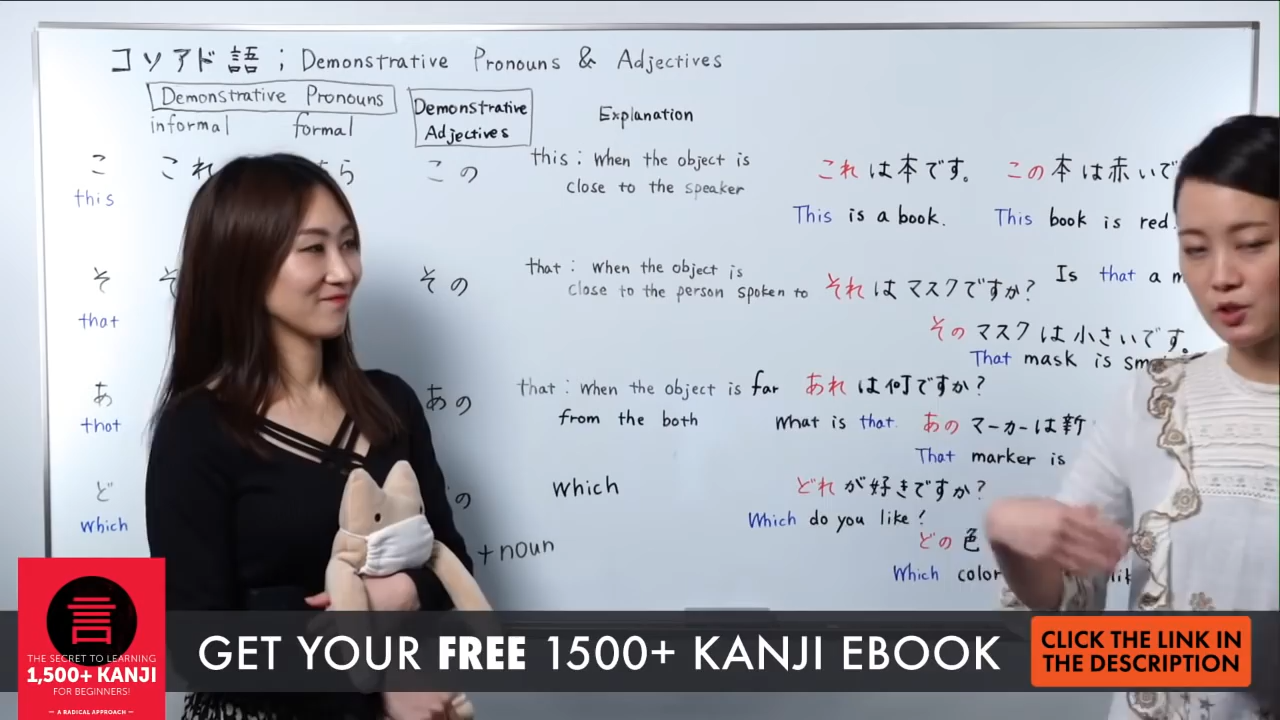 コソアド語 ; Demonstrative Pronouns & Adjectives
Demonstrative Pronouns
Demonstrative Adjectives
Explanation
informal formal
こ これ ちら この
this
this : When the object is
close to the speaker
これは本です。
This is a book.
この本は赤いで
This book is red.
そ そ その
that
that : When the object is
close to the person spoken to
それはマスクですか?
Is that a m
そのマスクは小さいです。
That mask is sm
あ あの
that
that : When the object is far
from the both
あれは何ですか?
What is that
あのマーカーは新
That marker is
ど の
which
which
どれが好きですか?
Which do you like?
どの色
Which color lik
+noun
言
THE SECRET TO LEARNING
1,500+ KANJI
FOR BEGINNERS!
— A RADICAL APPROACH —
GET YOUR FREE 1500+ KANJI EBOOK
CLICK THE LINK IN
THE DESCRIPTION